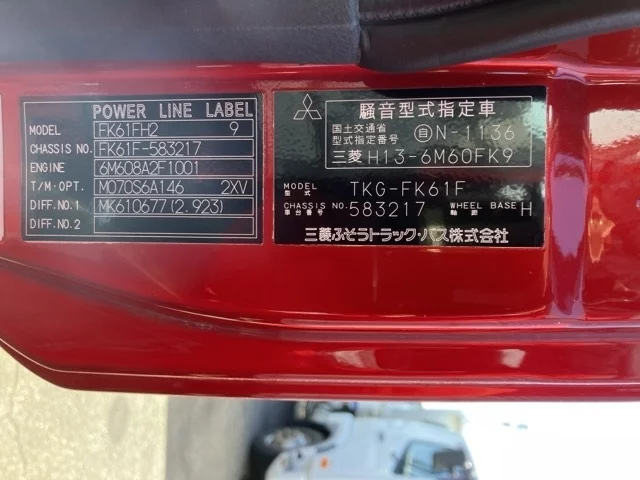 POWER LINE LABEL
MODEL FK61FH2 9
CHASSIS NO. FK61F-583217
ENGINE 6M608A2F1001
T/M・OPT. M070S6A146 2XV
DIFF.NO.1 MK610677(2.923)
DIFF.NO.2
騒音型式指定車
国土交通省
型式指定番号 自N-1136
三菱 H13-6M60FK9
MODEL
型式 TKG-FK61F
CHASSIS NO.
車台番号 583217 WHEEL BASE
軸距 H
三菱ふそうトラック・バス株式会社